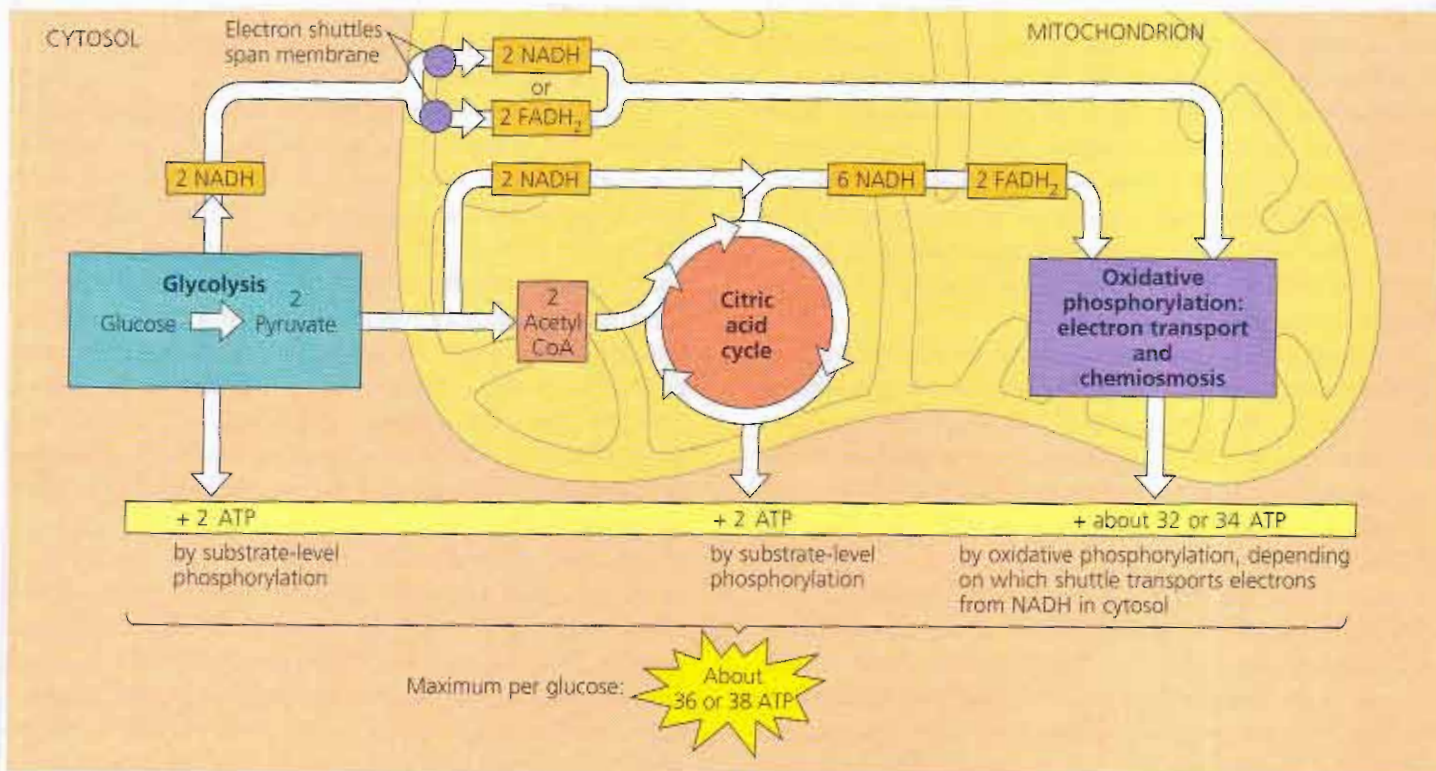 CYTOSOL
Electron shuttles
span membrane
MITOCHONDRION
2 NADH
or
2 FADH₂
2 NADH
2 NADH
6 NADH
2 FADH₂
Glycolysis
Glucose
2
Pyruvate
2
Acetyl
CoA
Citric
acid
cycle
Oxidative
phosphorylation:
electron transport
and
chemiosmosis
+ 2 ATP
by substrate-level
phosphorylation
+ 2 ATP
by substrate-level
phosphorylation
+ about 32 or 34 ATP
by oxidative phosphorylation, depending
on which shuttle transports electrons
from NADH in cytosol
Maximum per glucose:
About
36 or 38 ATP